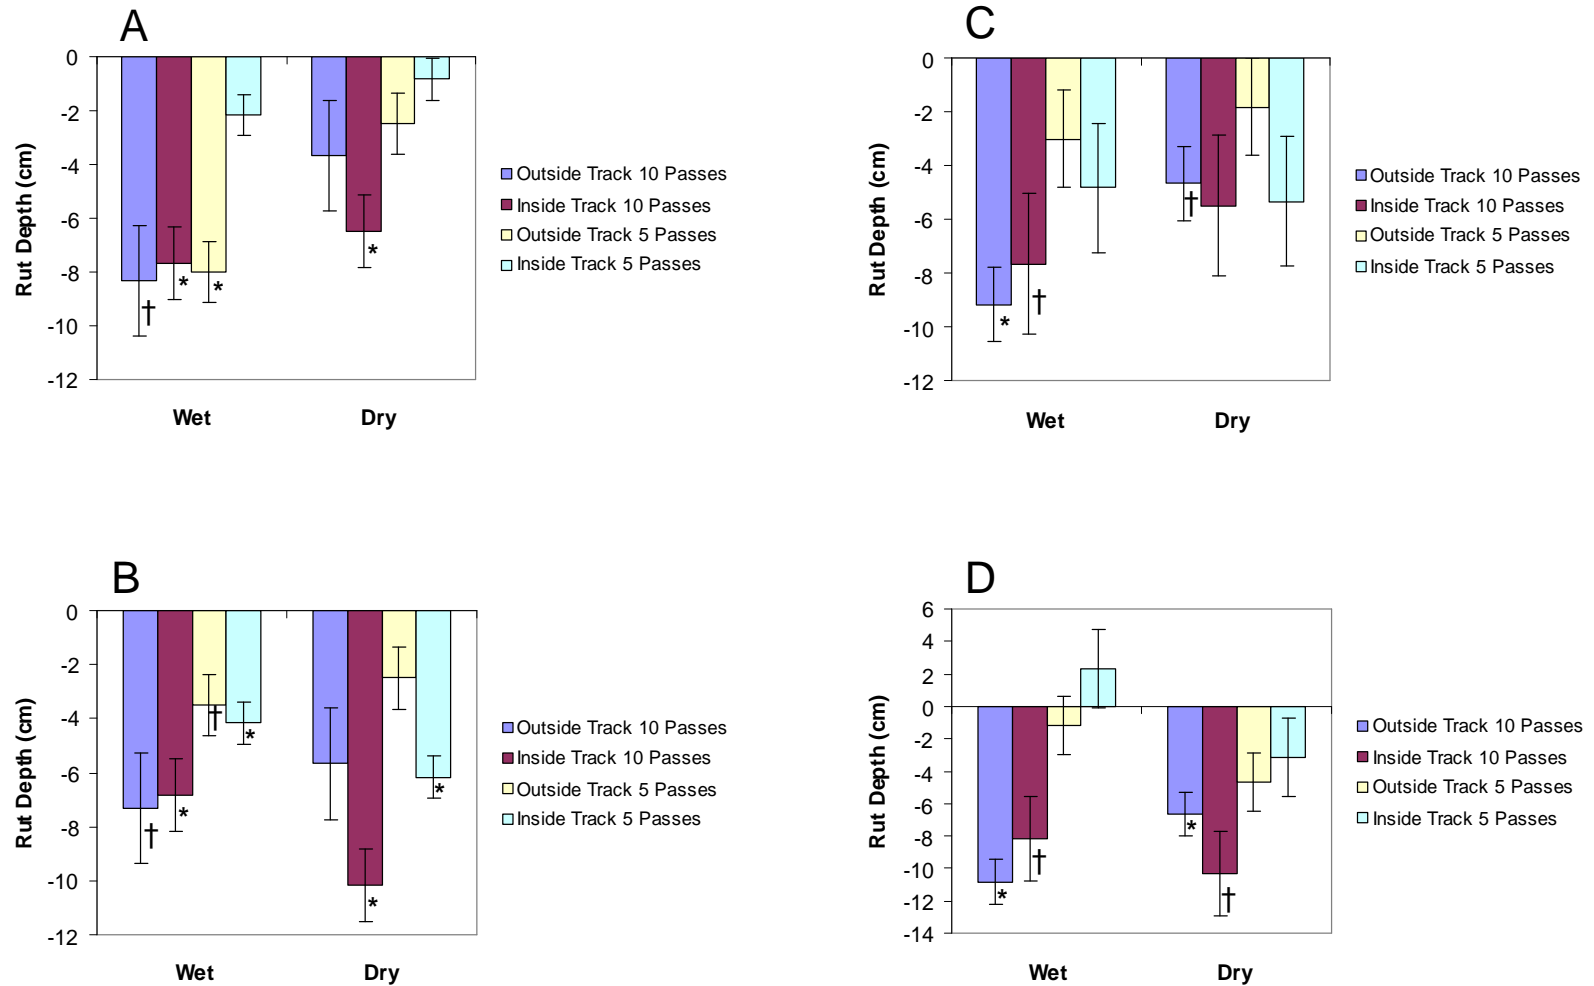 A
0
-2
-4
-6
-8
-10
-12
Rut Depth (cm)
†
*
*
*
Wet
Dry
Outside Track 10 Passes
Inside Track 10 Passes
Outside Track 5 Passes
Inside Track 5 Passes
C
0
-2
-4
-6
-8
-10
-12
Rut Depth (cm)
*
†
†
Wet
Dry
Outside Track 10 Passes
Inside Track 10 Passes
Outside Track 5 Passes
Inside Track 5 Passes
B
0
-2
-4
-6
-8
-10
-12
Rut Depth (cm)
†
*
†
*
*
*
Wet
Dry
Outside Track 10 Passes
Inside Track 10 Passes
Outside Track 5 Passes
Inside Track 5 Passes
D
6
4
2
0
-2
-4
-6
-8
-10
-12
-14
Rut Depth (cm)
*
†
*
†
Wet
Dry
Outside Track 10 Passes
Inside Track 10 Passes
Outside Track 5 Passes
Inside Track 5 Passes